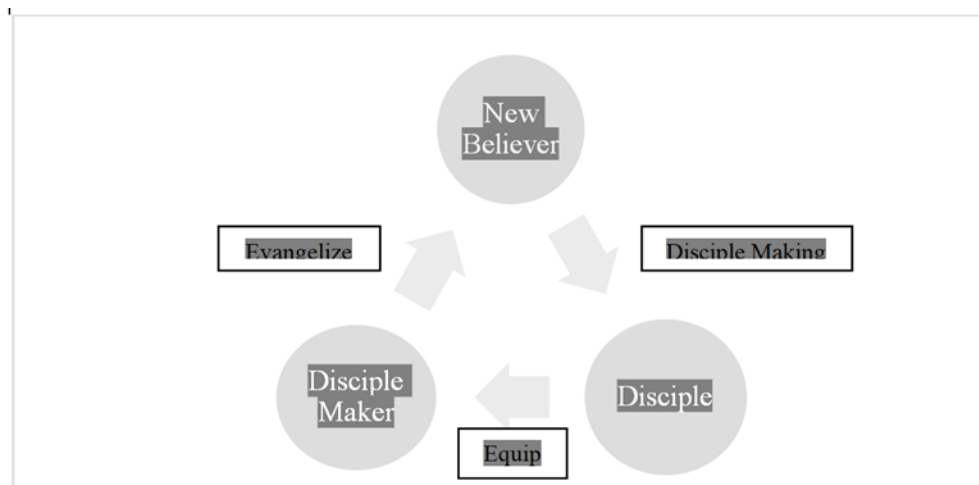 New
Believer
Evangelize
Disciple Making
Disciple
Maker
Disciple
Equip